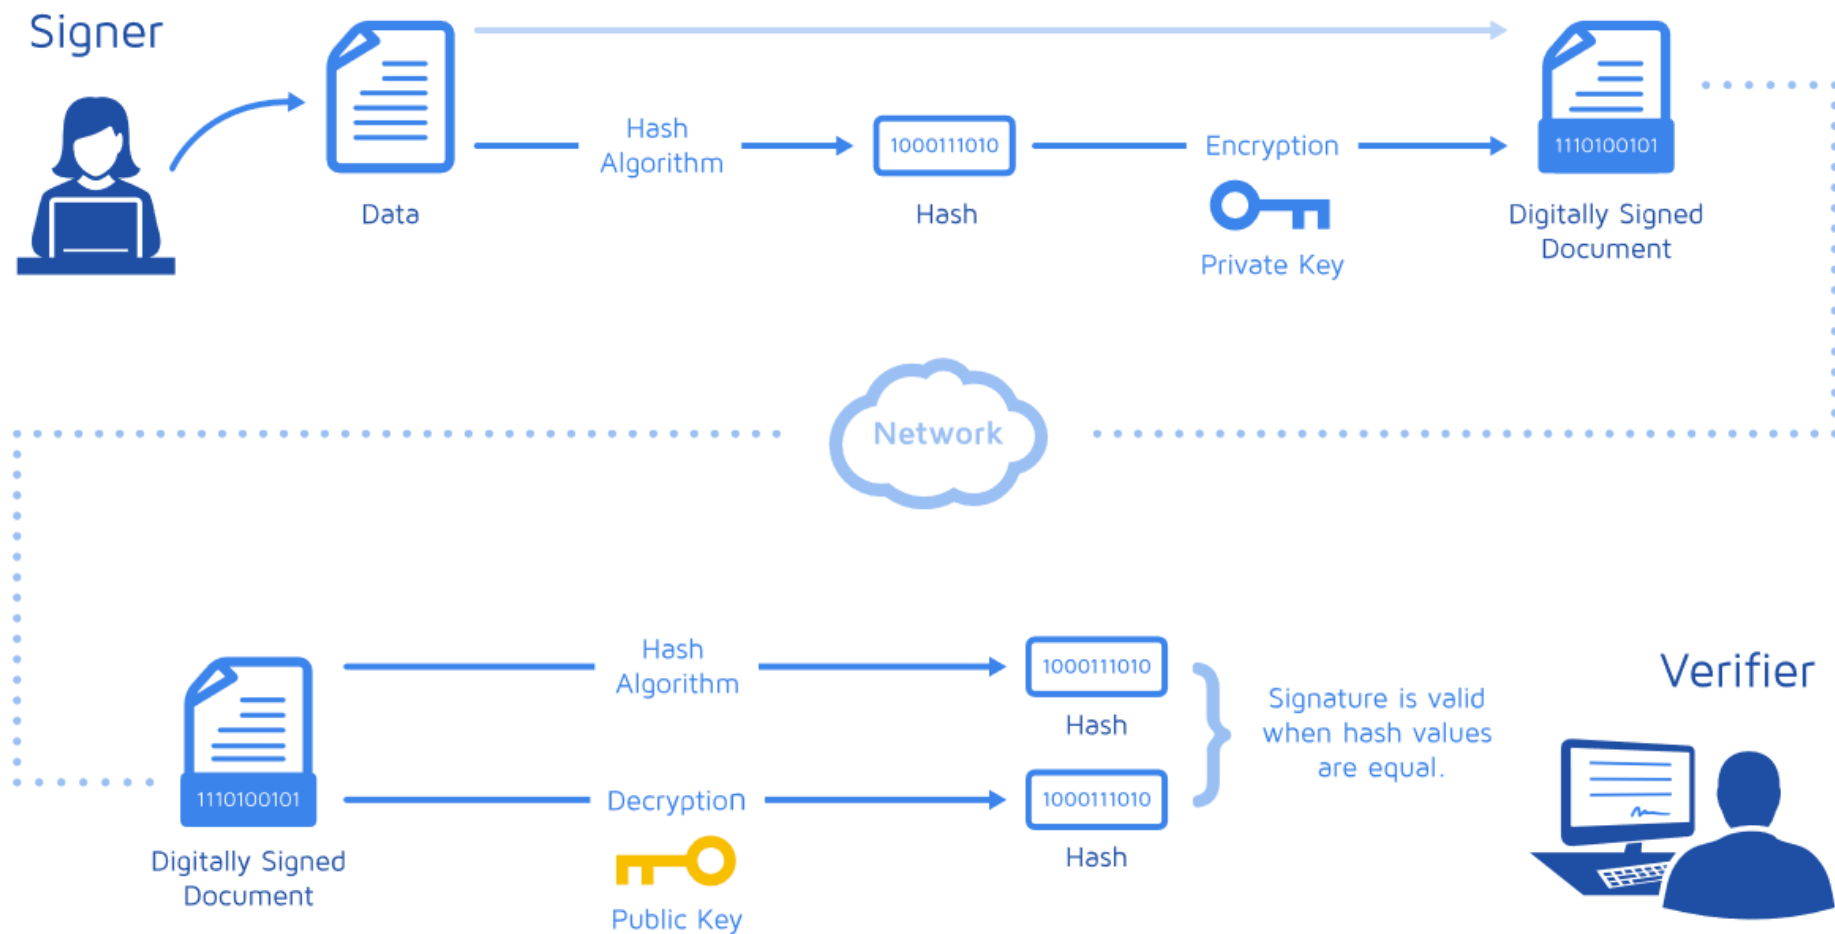 Signer
Hash
Algorithm
1000111010
Encryption
1110100101
Data
Hash
Private Key
Digitally Signed
Document
Network
Hash
Algorithm
1000111010
Hash
Signature is valid
when hash values
are equal.
Verifier
1110100101
Decryption
1000111010
Hash
Digitally Signed
Document
Public Key